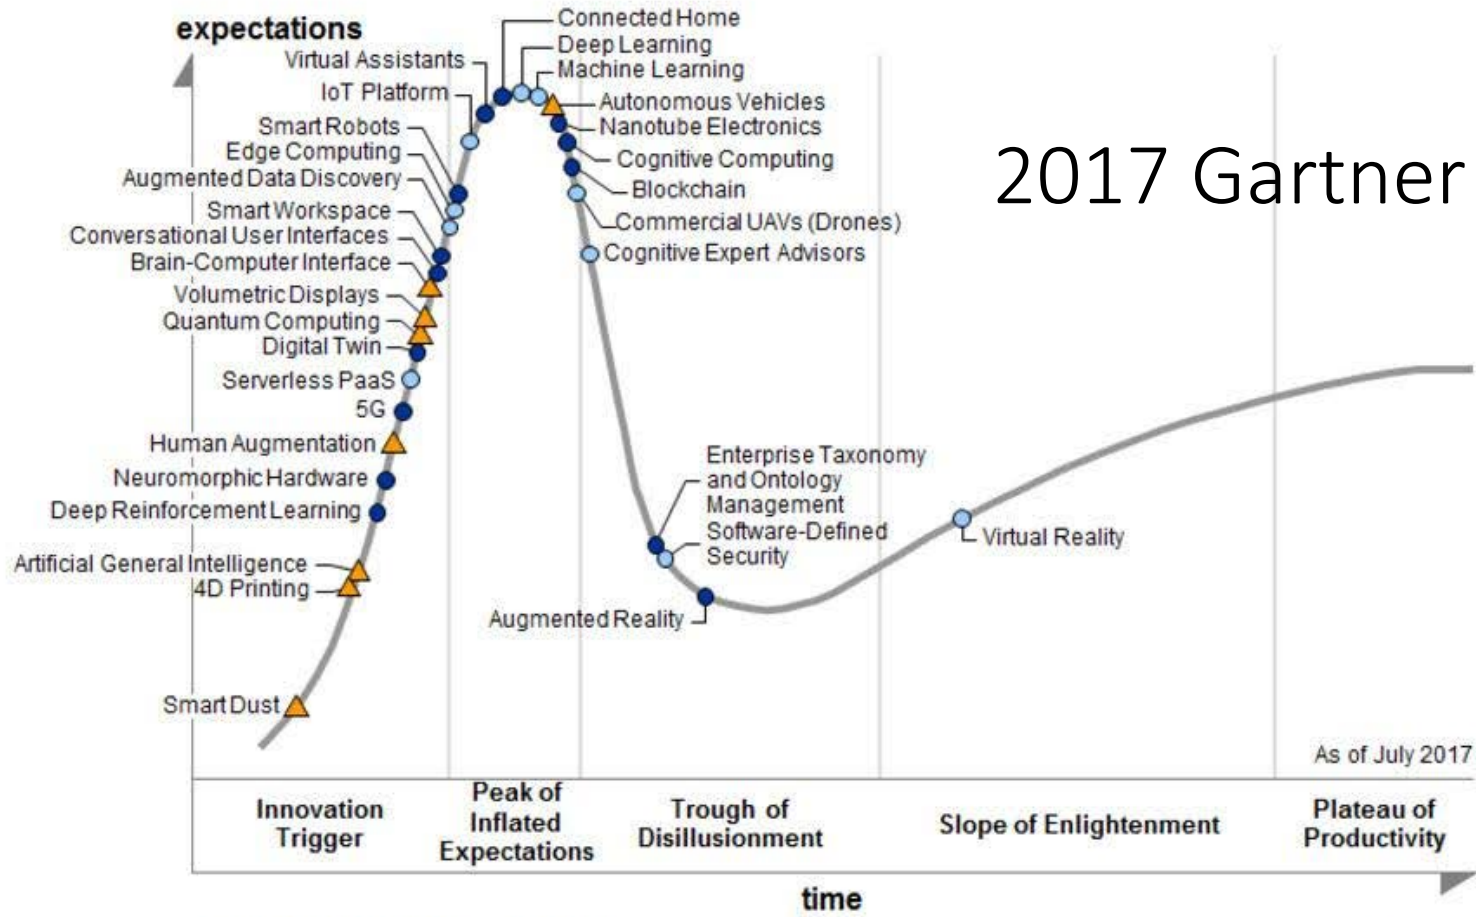 expectations
Connected Home
Deep Learning
Virtual Assistants
Machine Learning
IoT Platform
Autonomous Vehicles
Smart Robots
Nanotube Electronics
Edge Computing
Cognitive Computing
2017 Gartner
Augmented Data Discovery
Blockchain
Smart Workspace
Commercial UAVs (Drones)
Conversational User Interfaces
Cognitive Expert Advisors
Brain-Computer Interface
Volumetric Displays
Quantum Computing
Digital Twin
Serverless PaaS
5G
Human Augmentation
Neuromorphic Hardware
Deep Reinforcement Learning
Artificial General Intelligence
4D Printing
Smart Dust
Enterprise Taxonomy
and Ontology
Management
Software-Defined
Security
Augmented Reality
Virtual Reality
As of July 2017
Innovation
Trigger
Peak of
Inflated
Expectations
Trough of
Disillusionment
Slope of Enlightenment
Plateau of
Productivity
time